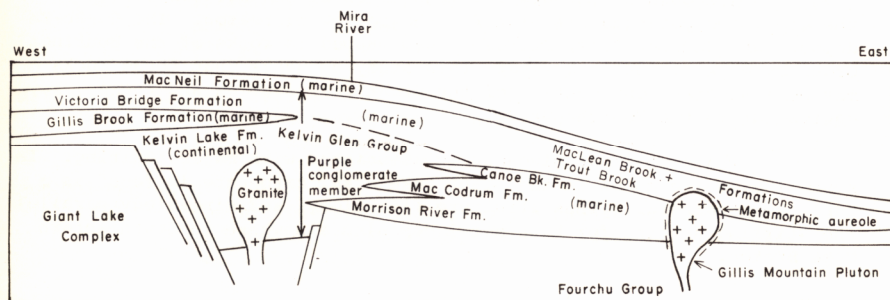 Mira
River
West
East
MacNeil Formation (marine)
Victoria Bridge Formation
(marine)
Gillis Brook Formation(marine)
Kelvin Lake Fm.
(continental)
Kelvin Glen Group
MacLean Brook +
Trout Brook
Formations
Canoe Bk. Fm.
Purple
conglomerate
member
Granite
Mac Codrum Fm.
(marine)
Morrison River Fm.
Metamorphic aureole
Giant Lake
Complex
Gillis Mountain Pluton
Fourchu Group